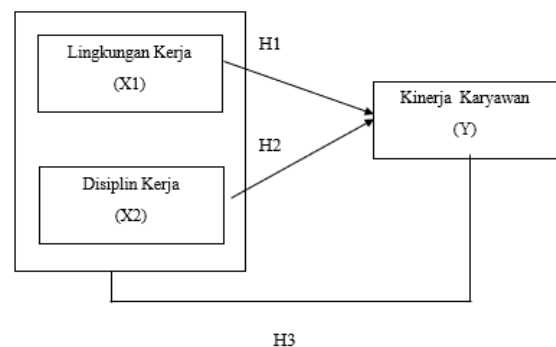 Lingkungan Kerja
(X1)
H1
Kinerja Karyawan
(Y)
H2
Disiplin Kerja
(X2)
H3